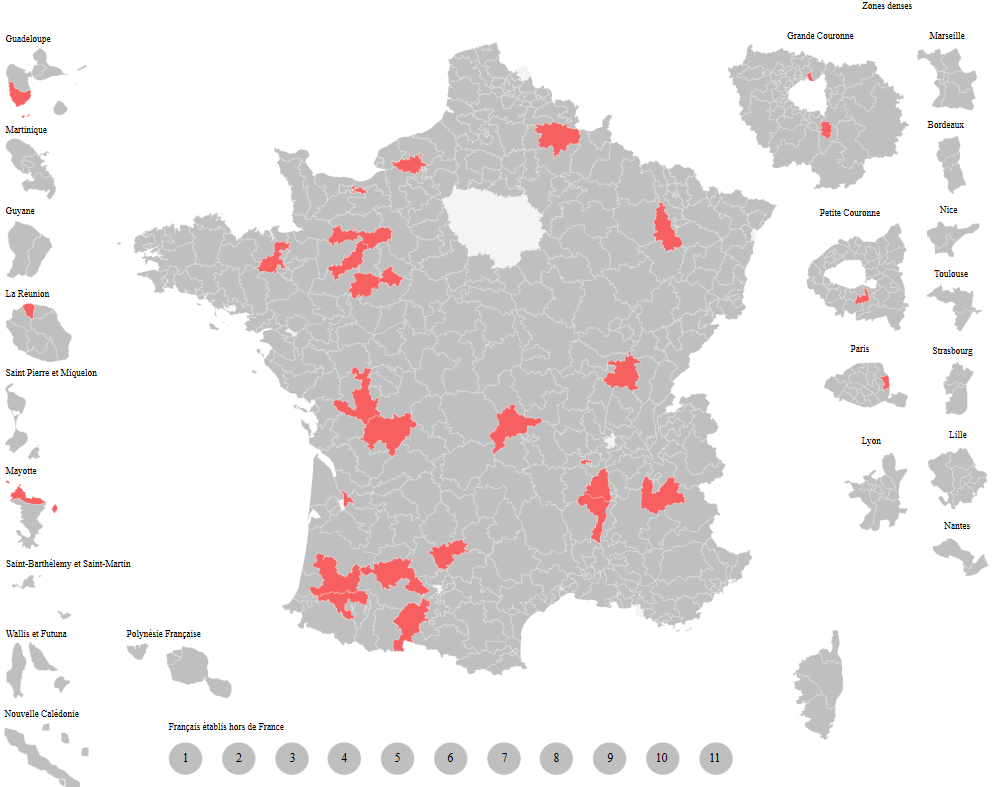 Zones denses
Guadeloupe
Grande Couronne
Marseille
Martinique
Bordeaux
Guyane
Petite Couronne
Nice
Toulouse
La Réunion
Paris
Strasbourg
Saint Pierre et Miquelon
Lyon
Lille
Mayotte
Nantes
Saint-Barthélemy et Saint-Martin
Wallis et Futuna
Polynésie Française
Nouvelle Calédonie
Français établis hors de France
1 2 3 4 5 6 7 8 9 10 11